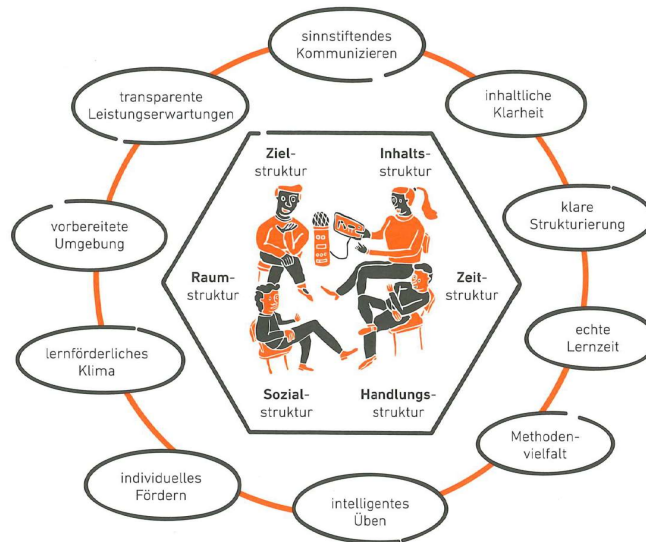 sinnstiftendes
Kommunizieren
inhaltliche
Klarheit
klare
Strukturierung
echte
Lernzeit
Methoden-
vielfalt
intelligentes
Üben
individuelles
Fördern
lernförderliches
Klima
vorbereitete
Umgebung
transparente
Leistungserwartungen
Ziel-
struktur
Inhalts-
struktur
Raum-
struktur
Zeit-
struktur
Sozial-
struktur
Handlungs-
struktur